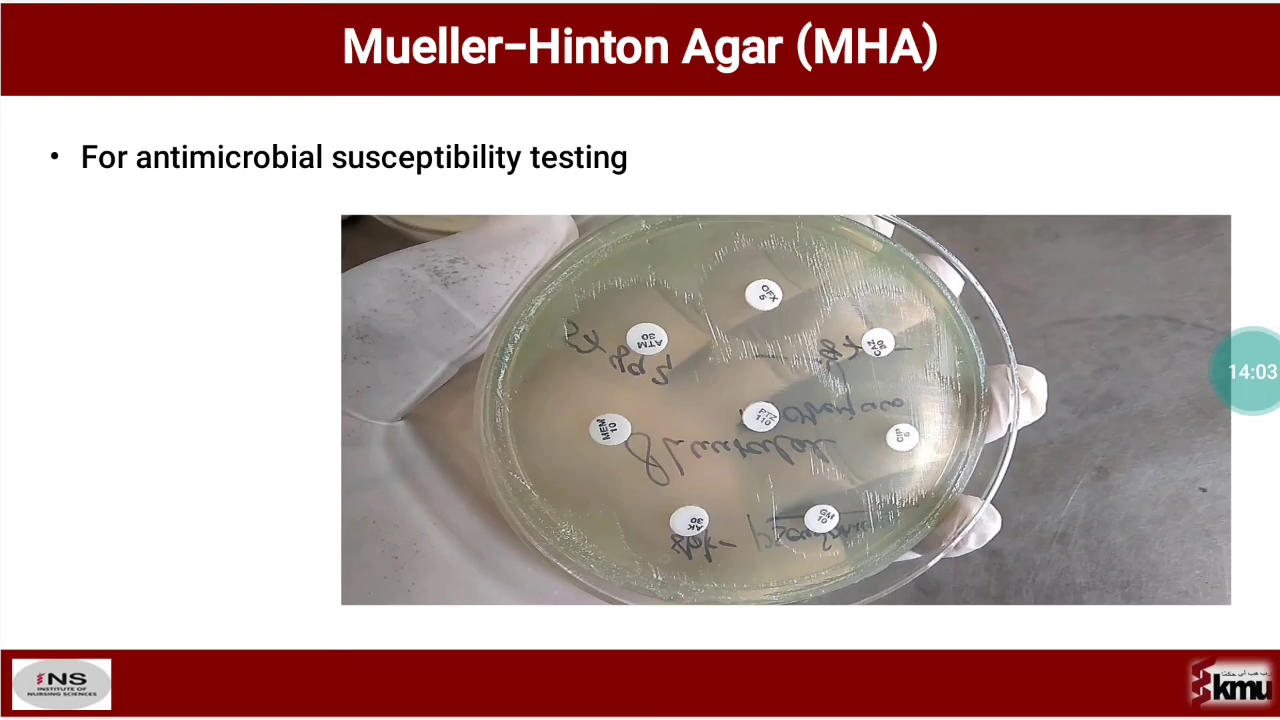 Mueller-Hinton Agar (MHA)
• For antimicrobial susceptibility testing
OFX
5
ATM
30
CAZ
30
MEM
10
PTZ
110
CIP
5
AK
30
GM
10
14:03
INS
INSTITUTE OF
NURSING SCIENCES
kmu